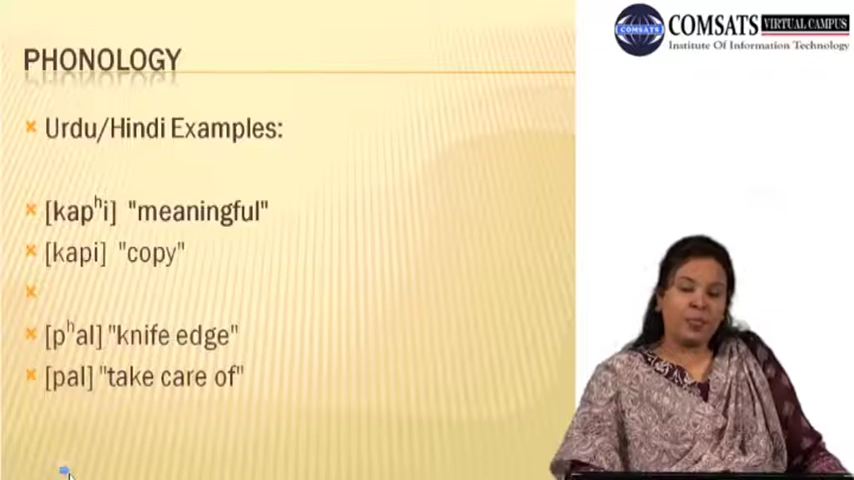 COMSATS VIRTUAL CAMPUS
COMSATS
Institute Of Information Technology
PHONOLOGY
Urdu/Hindi Examples:
[kapʰi] "meaningful"
[kapi] "copy"
[pʰal] "knife edge"
[pal] "take care of"